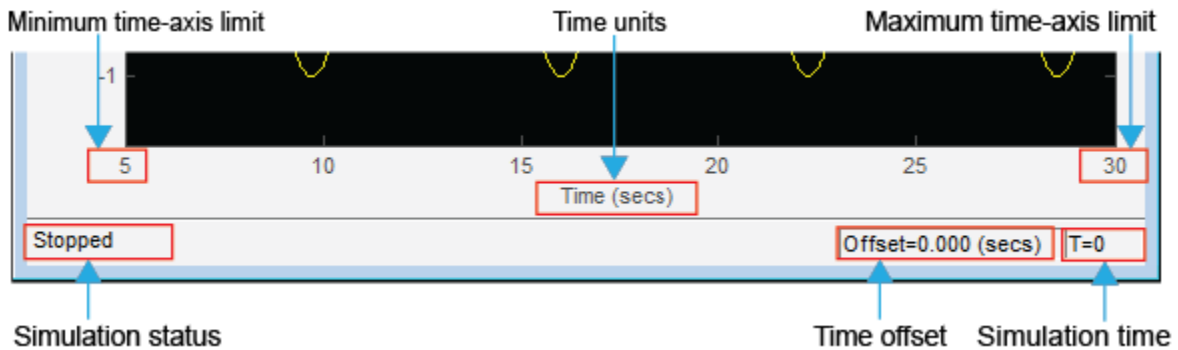 Minimum time-axis limit Time units Maximum time-axis limit
-1
5 10 15 20 25 30
Time (secs)
Stopped Offset=0.000 (secs) T=0
Simulation status Time offset Simulation time